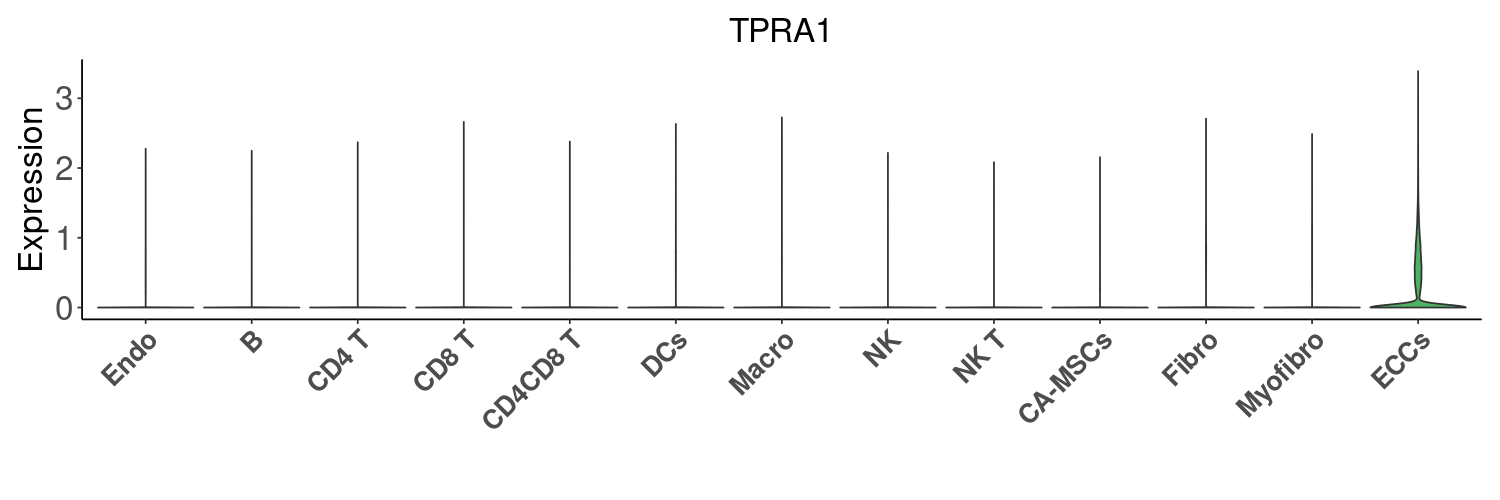 TPRA1
Expression
3
2
1
0
Endo
B
CD4 T
CD8 T
CD4CD8 T
DCs
Macro
NK
NK T
CA-MSCs
Fibro
Myofibro
ECCs